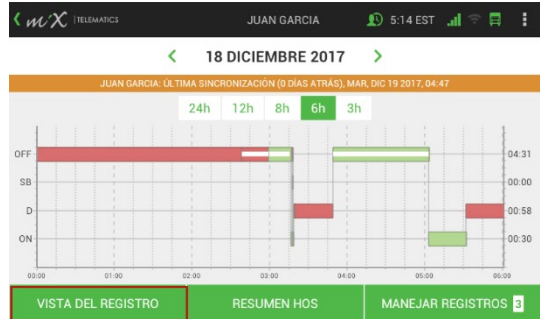 miX TELEMATICS JUAN GARCIA 5:14 EST
18 DICIEMBRE 2017
JUAN GARCIA: ÚLTIMA SINCRONIZACIÓN (0 DÍAS ATRÁS), MAR, DIC 19 2017, 04:47
24h 12h 8h 6h 3h
OFF 04:31
SB 00:00
D 00:58
ON 00:30
00:00 01:00 02:00 03:00 04:00 05:00 06:00
VISTA DEL REGISTRO RESUMEN HOS MANEJAR REGISTROS 3